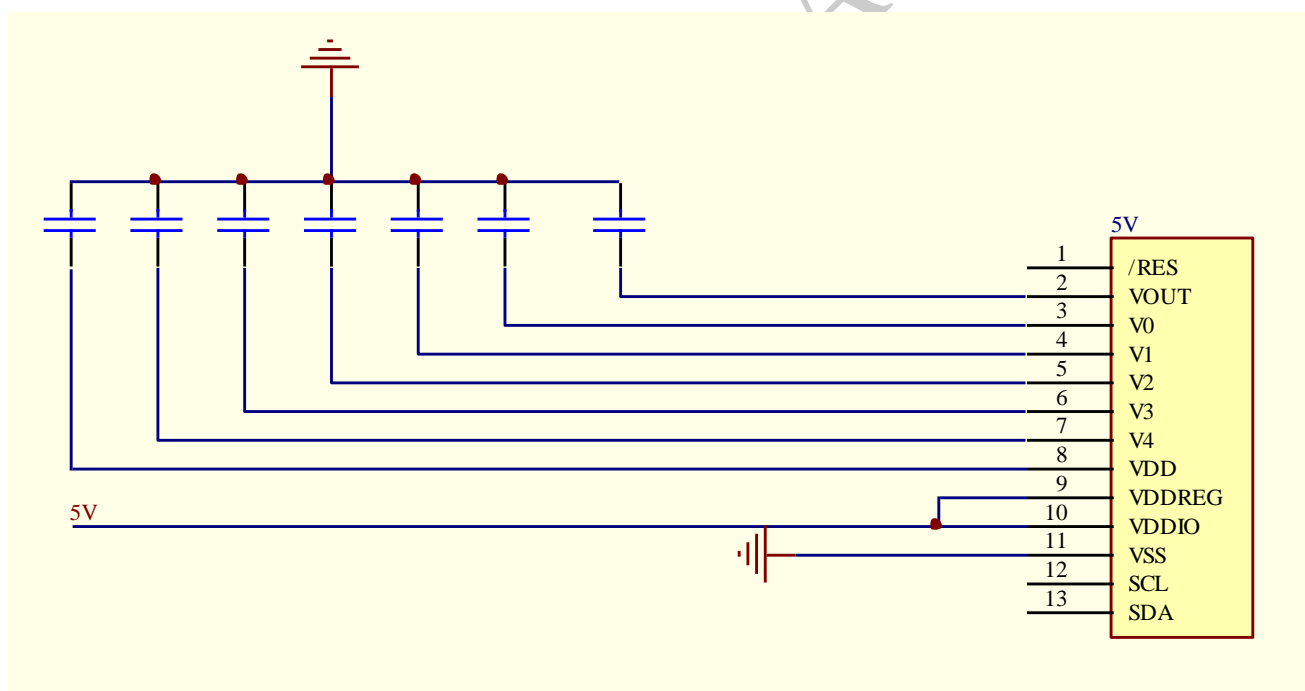 5V
1 /RES
2 VOUT
3 V0
4 V1
5 V2
6 V3
7 V4
8 VDD
9 VDDREG
5V
10 VDDIO
11 VSS
12 SCL
13 SDA